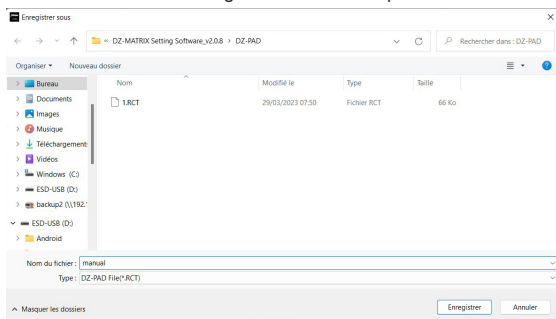 Enregistrer sous
« DZ-MATRIX Setting Software_v2.0.8 > DZ-PAD
Rechercher dans : DZ-PAD
Organiser
Nouveau dossier
Nom Modifié le Type Taille
1.RCT 29/03/2023 07:50 Fichier RCT 66 Ko
Bureau
Documents
Images
Musique
Téléchargements
Vidéos
Windows (C:)
ESD-USB (D:)
backup2 (\\192.
ESD-USB (D:)
Android
Nom du fichier : manual
Type : DZ-PAD File(*.RCT)
Masquer les dossiers
Enregistrer
Annuler